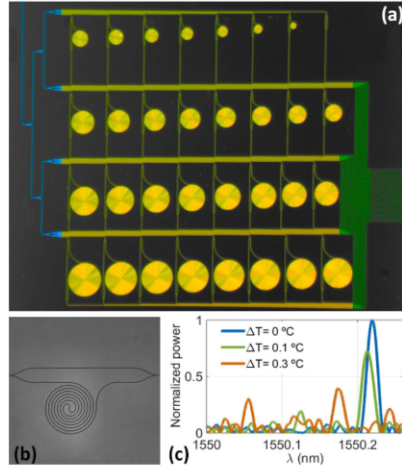 (a)
(b)
(c)
Normalized power
1
0.5
0
ΔT= 0 ºC
ΔT= 0.1 ºC
ΔT= 0.3 ºC
1550
1550.1
1550.2
λ (nm)